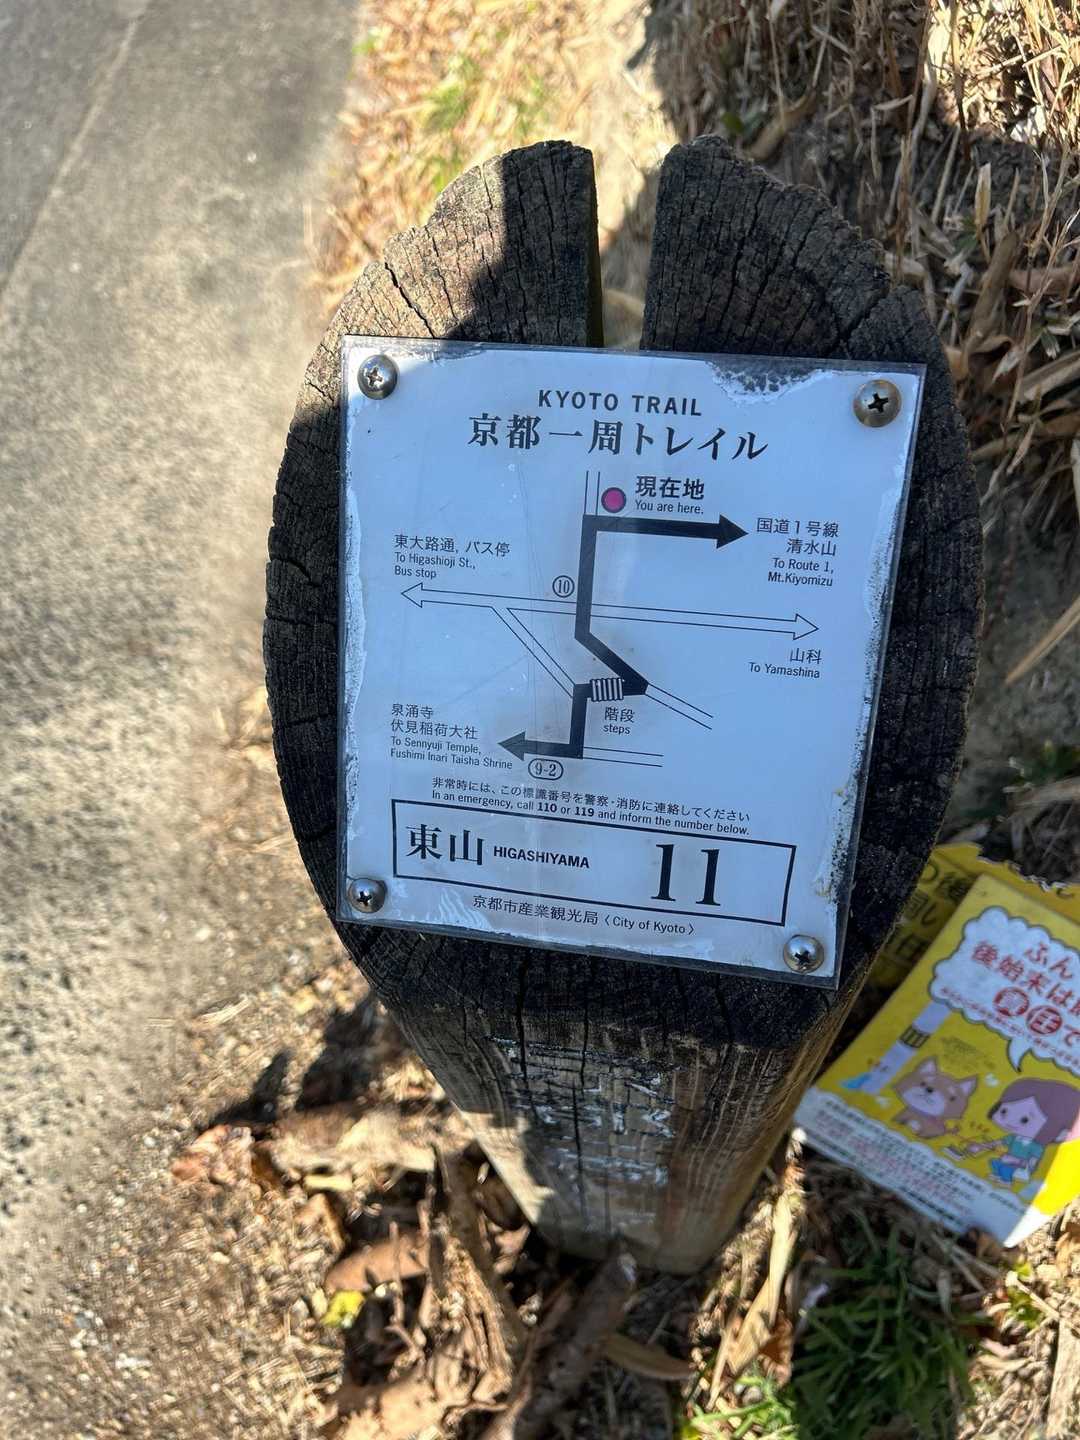 KYOTO TRAIL
京都一周トレイル
現在地
You are here.
国道1号線
清水山
To Route 1,
Mt.Kiyomizu
東大路通, バス停
To Higashioji St.,
Bus stop
10
山科
To Yamashina
泉涌寺
伏見稲荷大社
To Sennyuji Temple,
Fushimi Inari Taisha Shrine
階段
steps
9-2
非常時には、この標識番号を警察・消防に連絡してください
In an emergency, call 110 or 119 and inform the number below.
東山 HIGASHIYAMA 11
京都市産業観光局〈City of Kyoto〉
ふん
後始末は
で